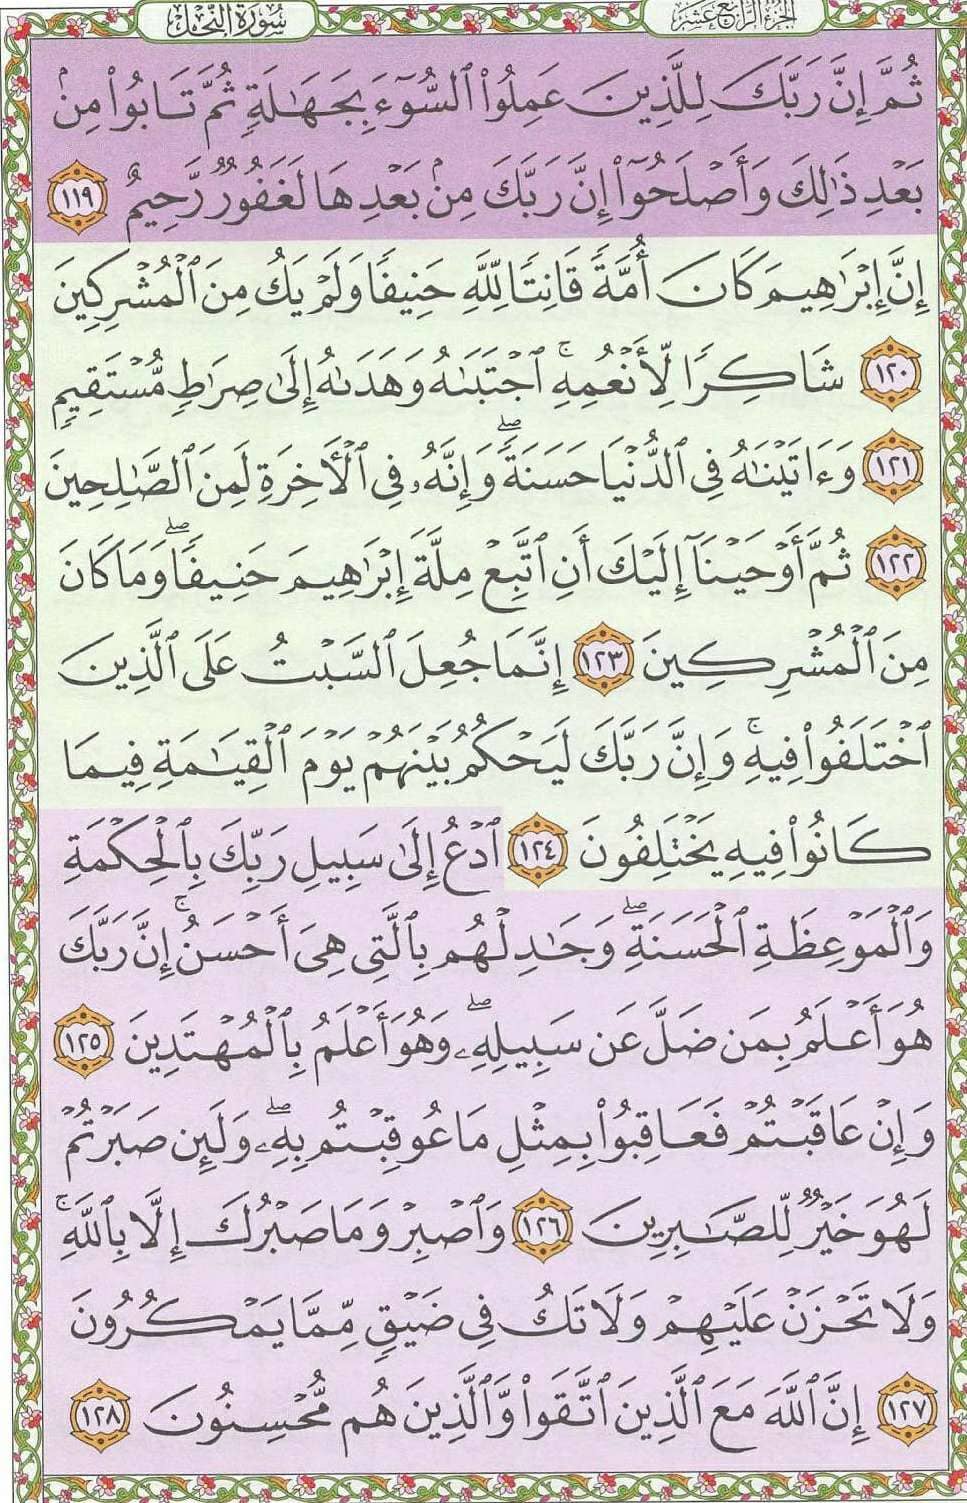 الجزء الرابع عشر
سورة النحل
ثُمَّ إِنَّ رَبَّكَ لِلَّذِينَ عَمِلُوا۟ ٱلسُّوٓءَ بِجَهَـٰلَةٍ ثُمَّ تَابُوا۟ مِنۢ
بَعْدِ ذَٰلِكَ وَأَصْلَحُوٓا۟ إِنَّ رَبَّكَ مِنۢ بَعْدِهَا لَغَفُورٌ رَّحِيمٌ ١١٩
إِنَّ إِبْرَٰهِيمَ كَانَ أُمَّةً قَانِتًا لِّلَّهِ حَنِيفًا وَلَمْ يَكُ مِنَ ٱلْمُشْرِكِينَ
١٢٠ شَاكِرًا لِّأَنْعُمِهِ ۚ ٱجْتَبَىٰهُ وَهَدَىٰهُ إِلَىٰ صِرَٰطٍ مُّسْتَقِيمٍ
١٢١ وَءَاتَيْنَـٰهُ فِى ٱلدُّنْيَا حَسَنَةً ۖ وَإِنَّهُۥ فِى ٱلْـَٔاخِرَةِ لَمِنَ ٱلصَّـٰلِحِينَ
١٢٢ ثُمَّ أَوْحَيْنَآ إِلَيْكَ أَنِ ٱتَّبِعْ مِلَّةَ إِبْرَٰهِيمَ حَنِيفًا ۖ وَمَا كَانَ
مِنَ ٱلْمُشْرِكِينَ ١٢٣ إِنَّمَا جُعِلَ ٱلسَّبْتُ عَلَى ٱلَّذِينَ
ٱخْتَلَفُوا۟ فِيهِ ۚ وَإِنَّ رَبَّكَ لَيَحْكُمُ بَيْنَهُمْ يَوْمَ ٱلْقِيَـٰمَةِ فِيمَا
كَانُوا۟ فِيهِ يَخْتَلِفُونَ ١٢٤ ٱدْعُ إِلَىٰ سَبِيلِ رَبِّكَ بِٱلْحِكْمَةِ
وَٱلْمَوْعِظَةِ ٱلْحَسَنَةِ ۖ وَجَـٰدِلْهُم بِٱلَّتِى هِىَ أَحْسَنُ ۚ إِنَّ رَبَّكَ
هُوَ أَعْلَمُ بِمَن ضَلَّ عَن سَبِيلِهِۦ ۖ وَهُوَ أَعْلَمُ بِٱلْمُهْتَدِينَ ١٢٥
وَإِنْ عَاقَبْتُمْ فَعَاقِبُوا۟ بِمِثْلِ مَا عُوقِبْتُم بِهِۦ ۖ وَلَئِن صَبَرْتُمْ
لَهُوَ خَيْرٌ لِّلصَّـٰبِرِينَ ١٢٦ وَٱصْبِرْ وَمَا صَبْرُكَ إِلَّا بِٱللَّهِ ۚ
وَلَا تَحْزَنْ عَلَيْهِمْ وَلَا تَكُ فِى ضَيْقٍ مِّمَّا يَمْكُرُونَ
١٢٧ إِنَّ ٱللَّهَ مَعَ ٱلَّذِينَ ٱتَّقَوا۟ وَّٱلَّذِينَ هُم مُّحْسِنُونَ ١٢٨